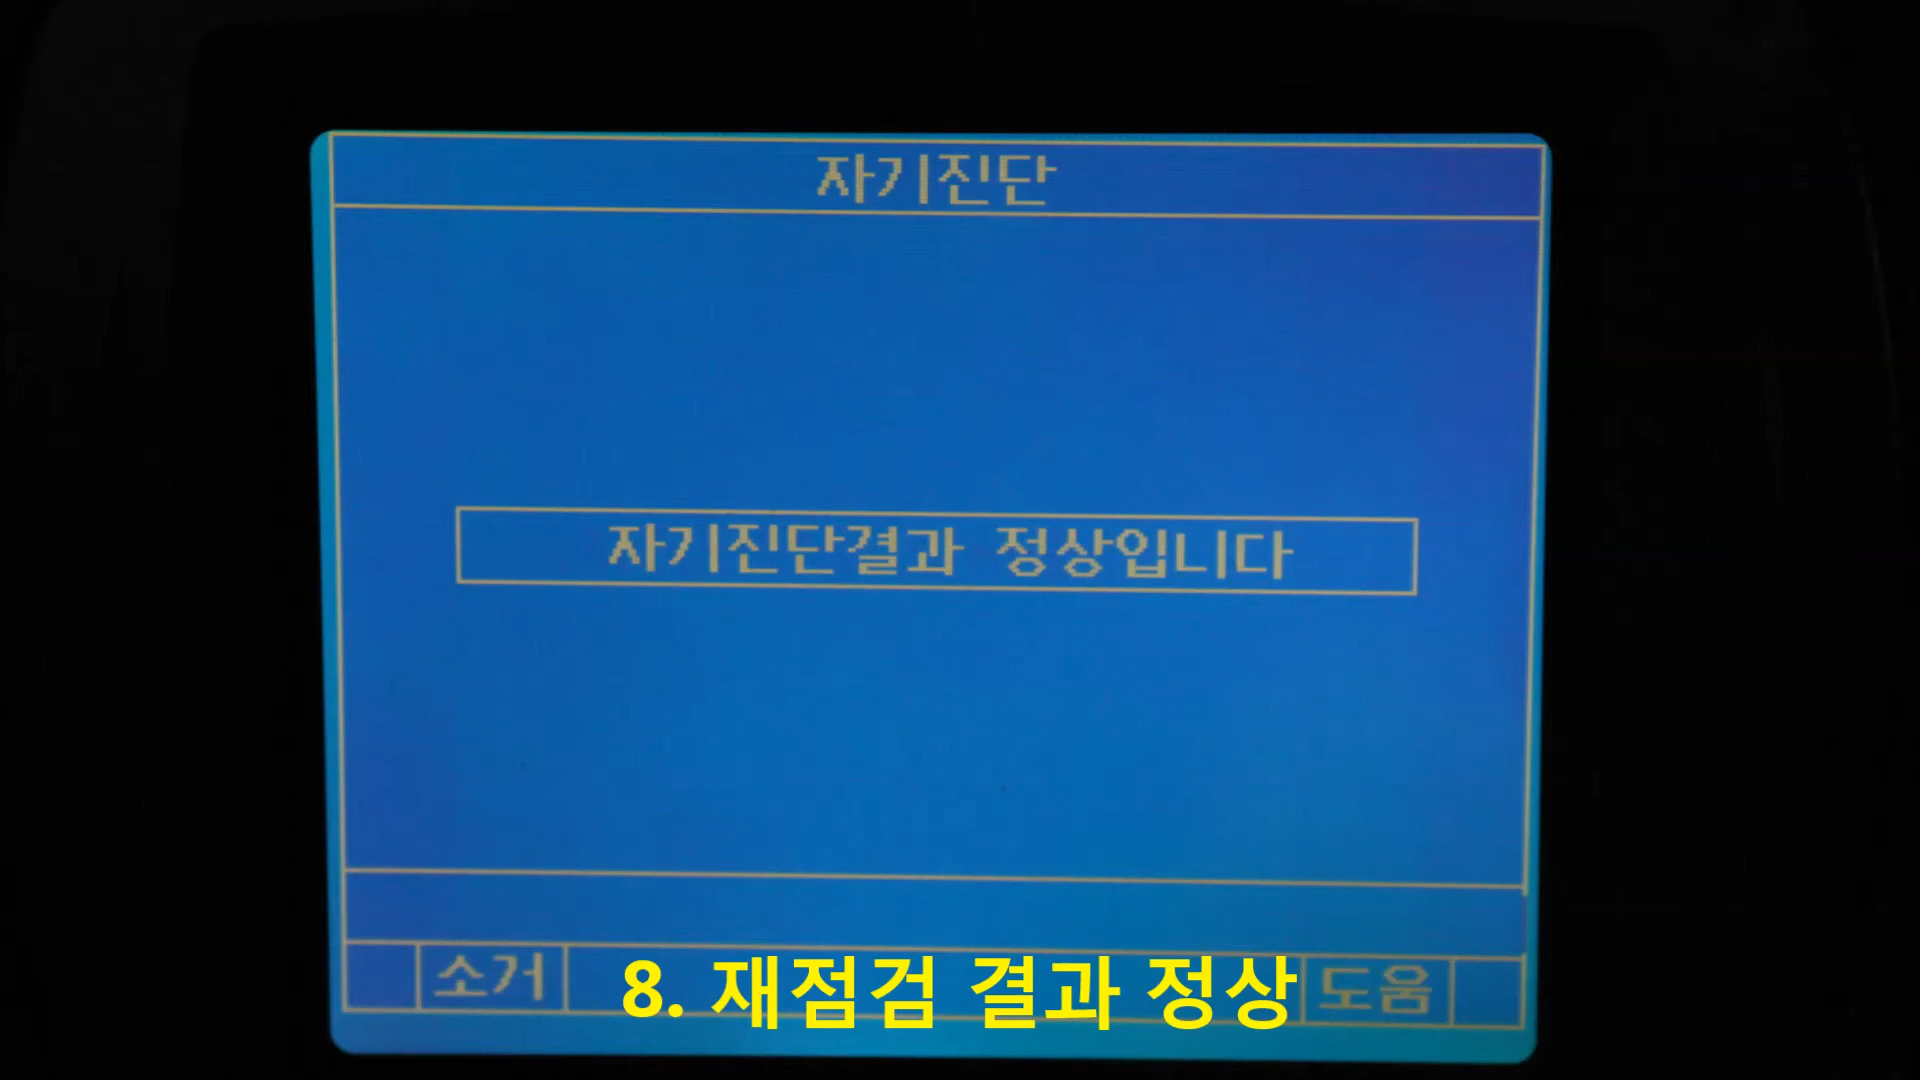 자기진단
자기진단결과 정상입니다
소거
도움
8. 재점검 결과 정상